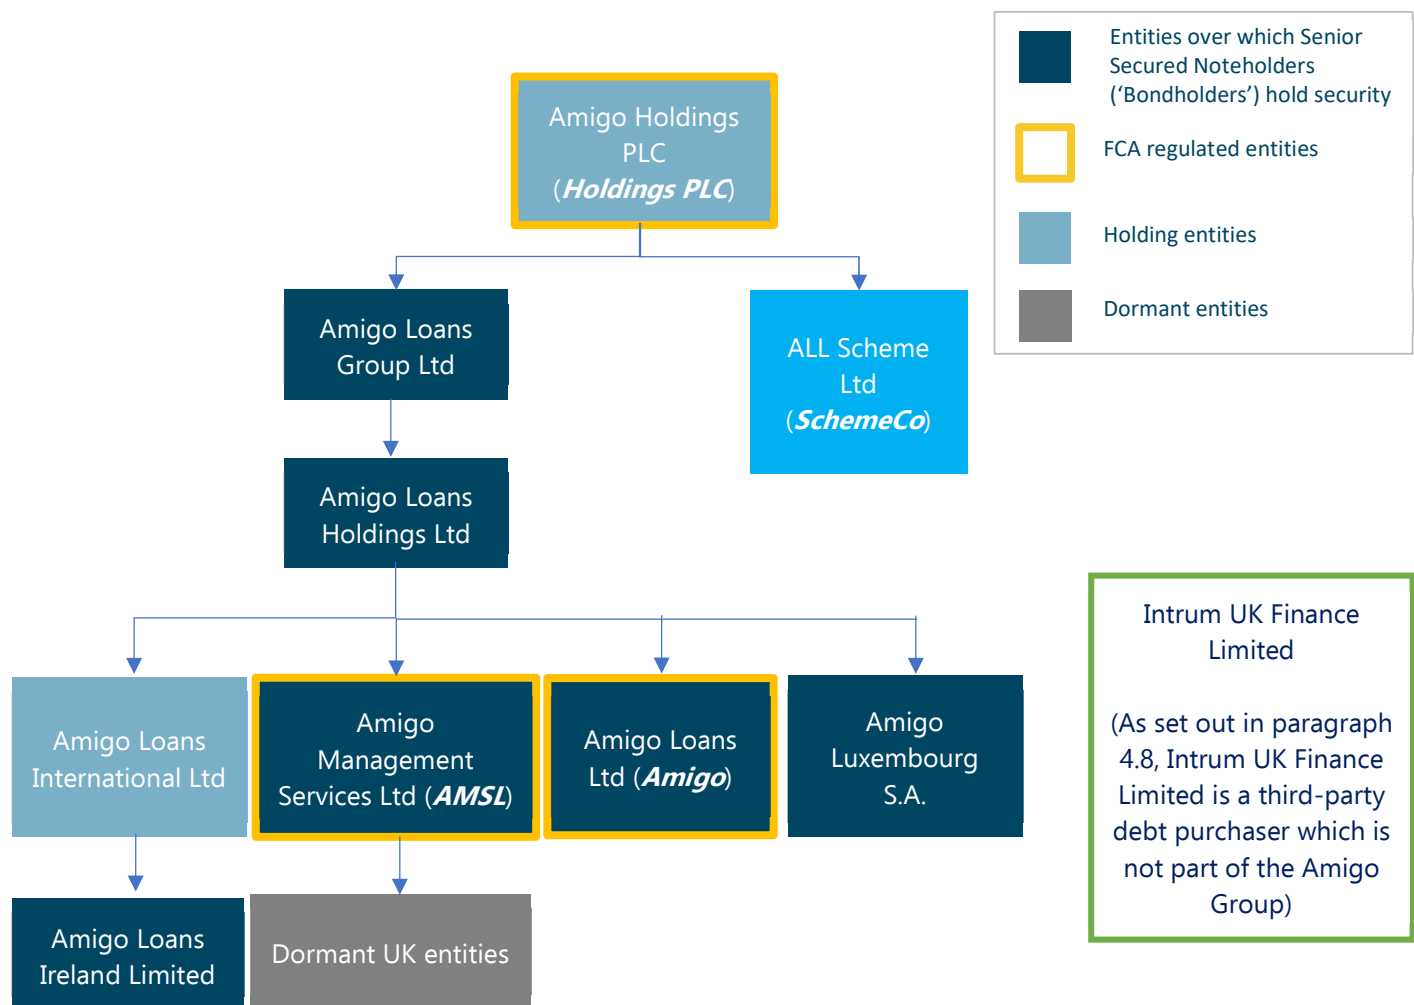 Entities over which Senior
Secured Noteholders
(‘Bondholders’) hold security
FCA regulated entities
Holding entities
Dormant entities
Amigo Holdings
PLC
(Holdings PLC)
Amigo Loans
Group Ltd
ALL Scheme
Ltd
(SchemeCo)
Amigo Loans
Holdings Ltd
Amigo Loans
International Ltd
Amigo
Management
Services Ltd (AMSL)
Amigo Loans
Ltd (Amigo)
Amigo
Luxembourg
S.A.
Amigo Loans
Ireland Limited
Dormant UK entities
Intrum UK Finance
Limited
(As set out in paragraph
4.8, Intrum UK Finance
Limited is a third-party
debt purchaser which is
not part of the Amigo
Group)